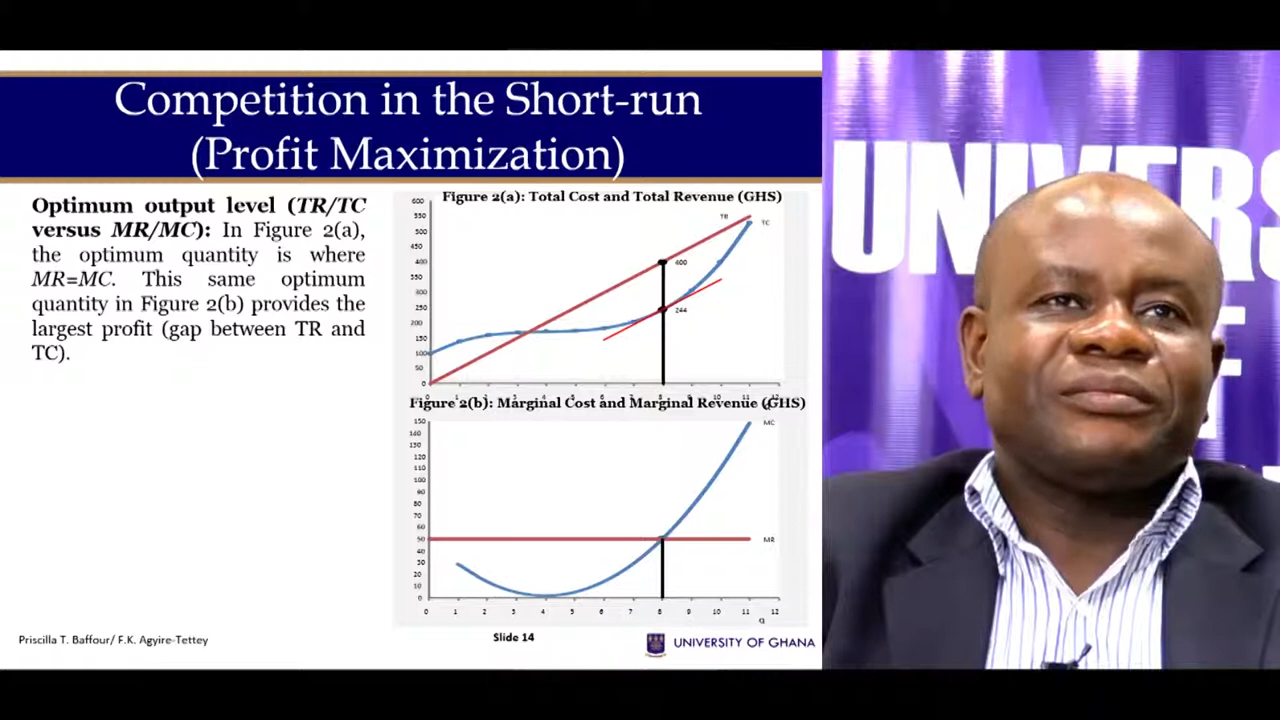 Competition in the Short-run
(Profit Maximization)
Optimum output level (TR/TC
versus MR/MC): In Figure 2(a),
the optimum quantity is where
MR=MC. This same optimum
quantity in Figure 2(b) provides the
largest profit (gap between TR and
TC).
Figure 2(a): Total Cost and Total Revenue (GHS)
600
550
500
450
400
350
300
250
200
150
100
50
0
TR
TC
400
244
Figure 2(b): Marginal Cost and Marginal Revenue (GHS)
150
140
130
120
110
100
90
80
70
60
50
40
30
20
10
0
MC
MR
0 1 2 3 4 5 6 7 8 9 10 11 12
q
Priscilla T. Baffour/ F.K. Agyire-Tettey
Slide 14
UNIVERSITY OF GHANA
UNIVERS